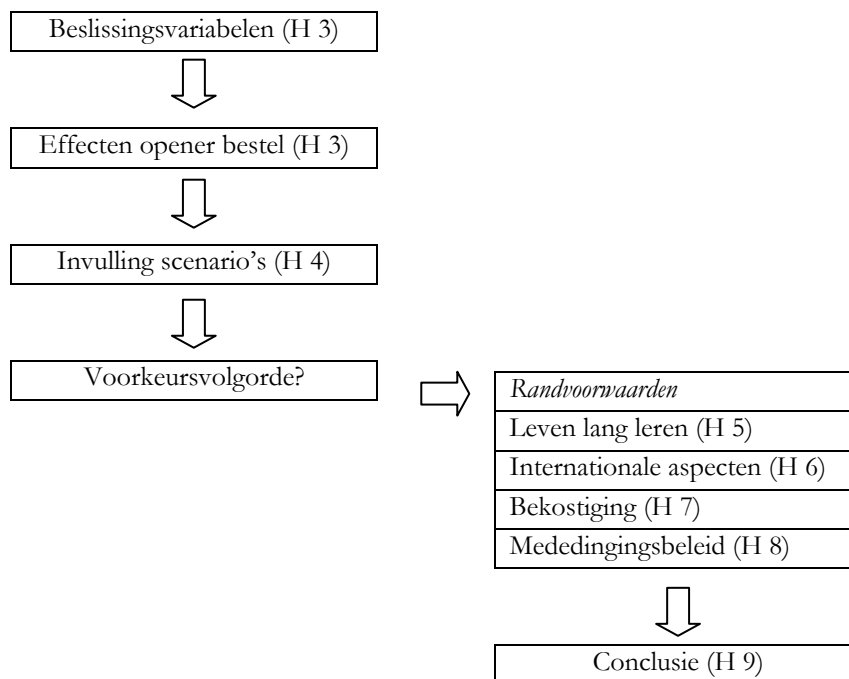 Beslissingsvariabelen (H 3)
Effecten opener bestel (H 3)
Invulling scenario’s (H 4)
Voorkeursvolgorde?
Randvoorwaarden
Leven lang leren (H 5)
Internationale aspecten (H 6)
Bekostiging (H 7)
Mededingingsbeleid (H 8)
Conclusie (H 9)